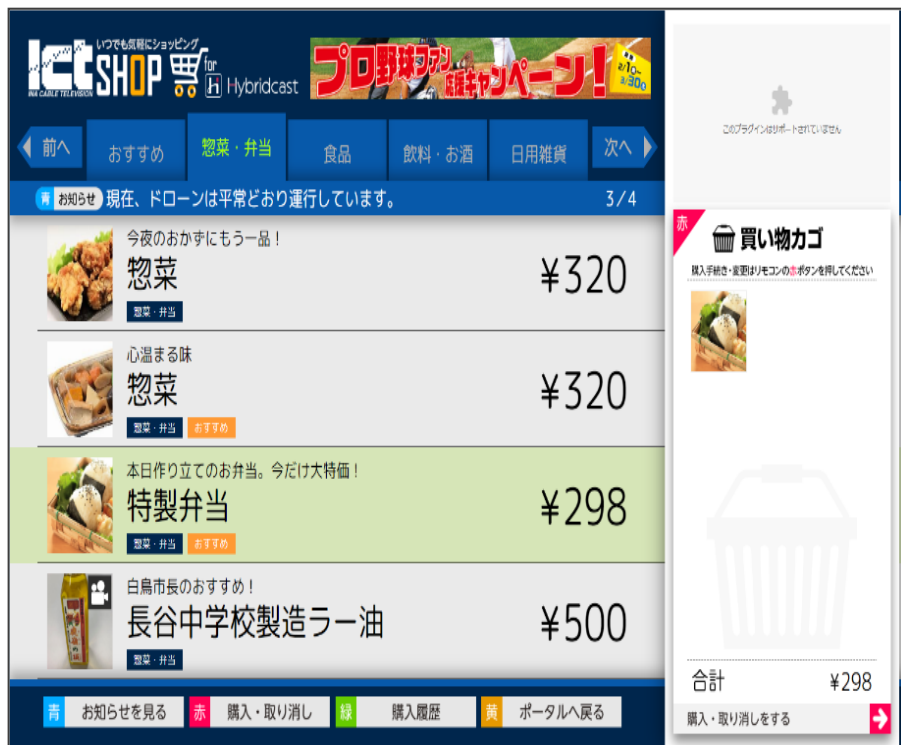 いつでも気軽にショッピング
Ict SHOP for Hybridcast
INA CABLE TELEVISION
プロ野球ファン応援キャンペーン！
2/10~
3/30
前へ
おすすめ
惣菜・弁当
食品
飲料・お酒
日用雑貨
次へ
青 お知らせ 現在、ドローンは平常どおり運行しています。 3/4
今夜のおかずにもう一品！
惣菜 ¥320
惣菜・弁当
心温まる味
惣菜 ¥320
惣菜・弁当 おすすめ
本日作り立てのお弁当。今だけ大特価！
特製弁当 ¥298
惣菜・弁当 おすすめ
白鳥市長のおすすめ！
長谷中学校製造ラー油 ¥500
惣菜・弁当
青 お知らせを見る
赤 購入・取り消し
緑 購入履歴
黄 ポータルへ戻る
このプラグインはサポートされていません
赤
買い物カゴ
購入手続き・変更はリモコンの赤ボタンを押してください
合計 ¥298
購入・取り消しをする